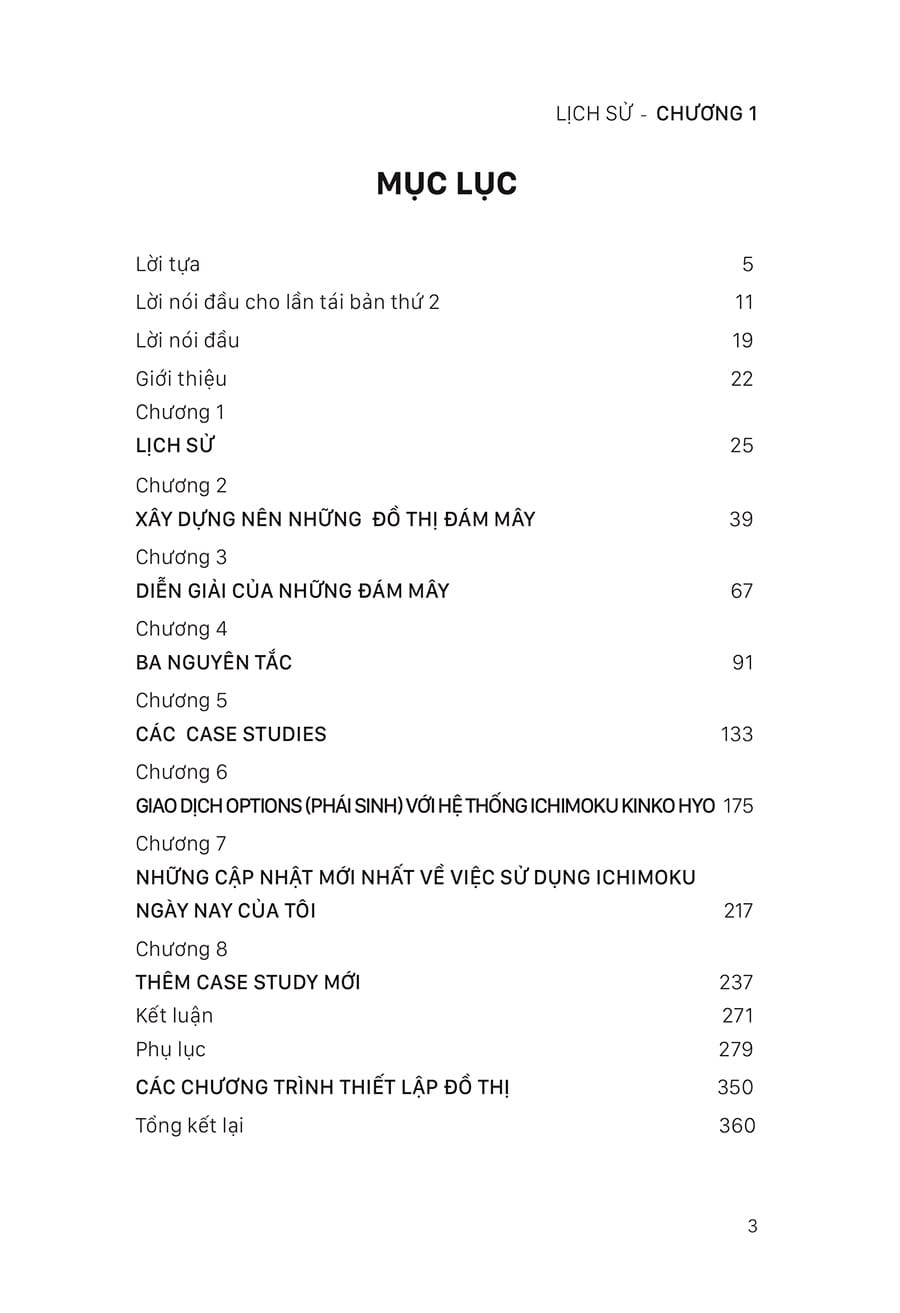 LỊCH SỬ - CHƯƠNG 1
MỤC LỤC
Lời tựa 5
Lời nói đầu cho lần tái bản thứ 2 11
Lời nói đầu 19
Giới thiệu 22
Chương 1
LỊCH SỬ 25
Chương 2
XÂY DỰNG NÊN NHỮNG ĐỒ THỊ ĐÁM MÂY 39
Chương 3
DIỄN GIẢI CỦA NHỮNG ĐÁM MÂY 67
Chương 4
BA NGUYÊN TẮC 91
Chương 5
CÁC CASE STUDIES 133
Chương 6
GIAO DỊCH OPTIONS (PHÁI SINH) VỚI HỆ THỐNG ICHIMOKU KINKO HYO 175
Chương 7
NHỮNG CẬP NHẬT MỚI NHẤT VỀ VIỆC SỬ DỤNG ICHIMOKU
NGÀY NAY CỦA TÔI 217
Chương 8
THÊM CASE STUDY MỚI 237
Kết luận 271
Phụ lục 279
CÁC CHƯƠNG TRÌNH THIẾT LẬP ĐỒ THỊ 350
Tổng kết lại 360
3